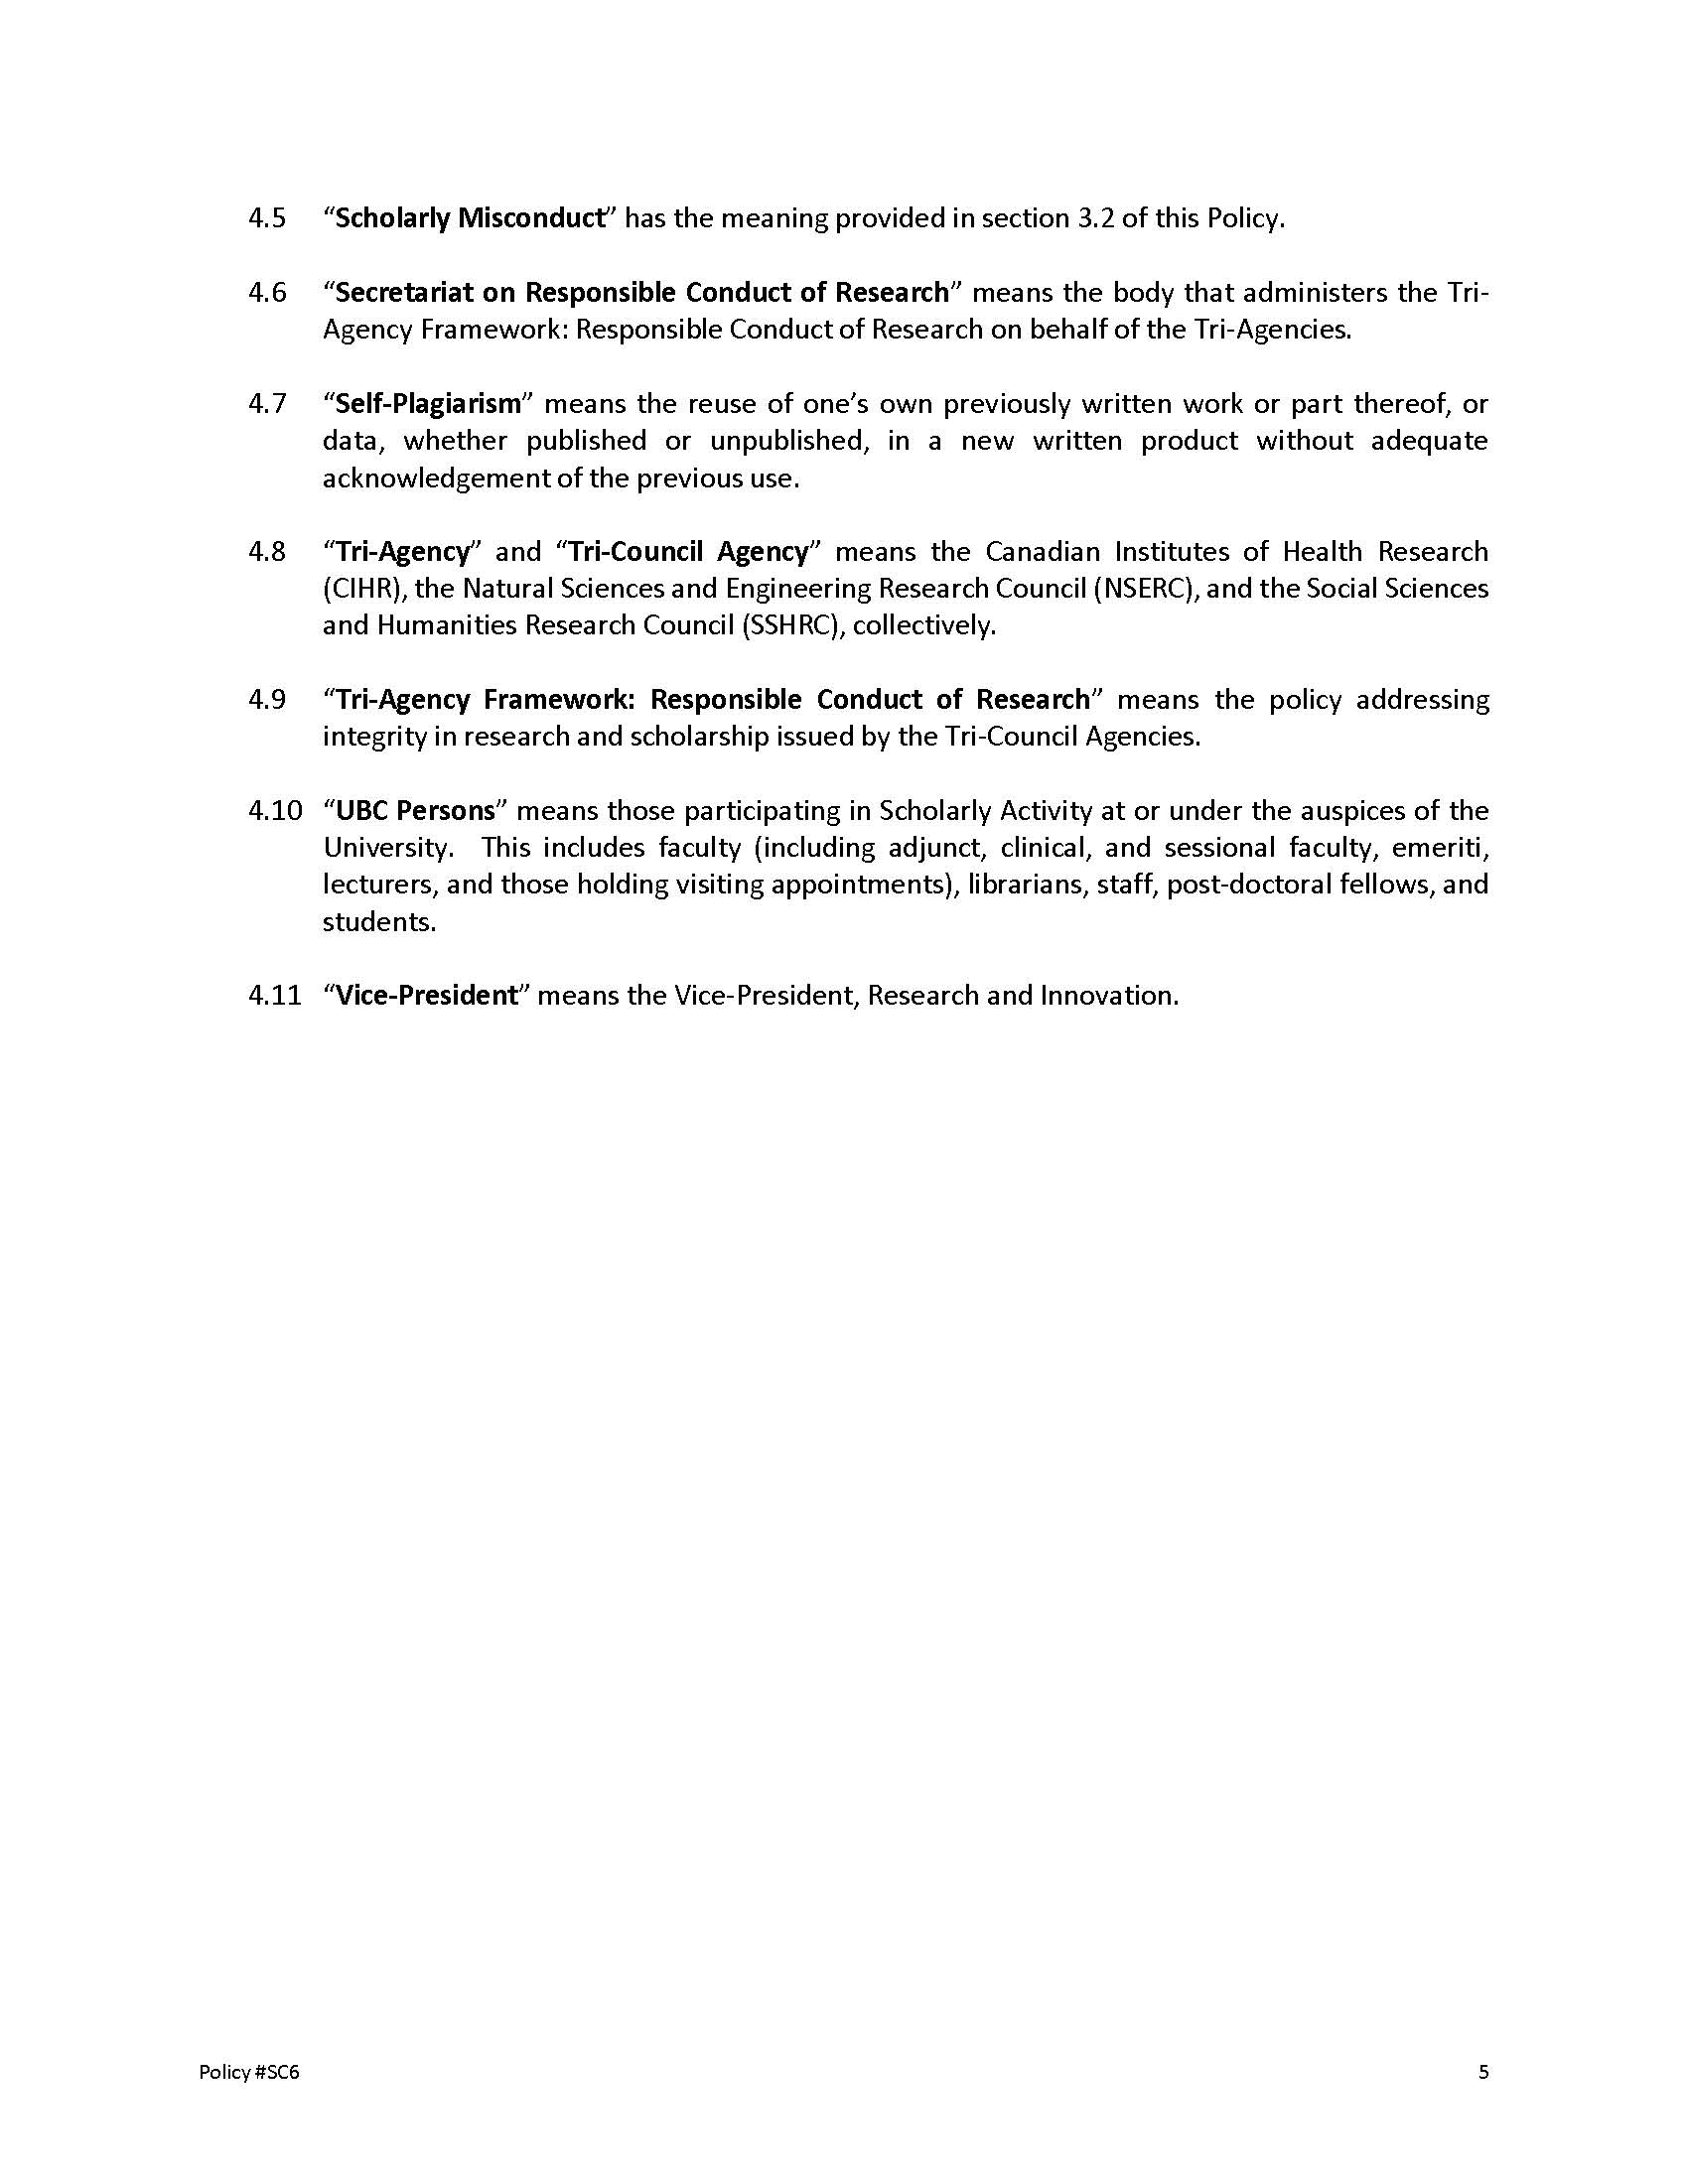 4.5 “Scholarly Misconduct” has the meaning provided in section 3.2 of this Policy.
4.6 “Secretariat on Responsible Conduct of Research” means the body that administers the Tri-
Agency Framework: Responsible Conduct of Research on behalf of the Tri-Agencies.
4.7 “Self-Plagiarism” means the reuse of one’s own previously written work or part thereof, or
data, whether published or unpublished, in a new written product without adequate
acknowledgement of the previous use.
4.8 “Tri-Agency” and “Tri-Council Agency” means the Canadian Institutes of Health Research
(CIHR), the Natural Sciences and Engineering Research Council (NSERC), and the Social Sciences
and Humanities Research Council (SSHRC), collectively.
4.9 “Tri-Agency Framework: Responsible Conduct of Research” means the policy addressing
integrity in research and scholarship issued by the Tri-Council Agencies.
4.10 “UBC Persons” means those participating in Scholarly Activity at or under the auspices of the
University. This includes faculty (including adjunct, clinical, and sessional faculty, emeriti,
lecturers, and those holding visiting appointments), librarians, staff, post-doctoral fellows, and
students.
4.11 “Vice-President” means the Vice-President, Research and Innovation.
Policy #SC6 5